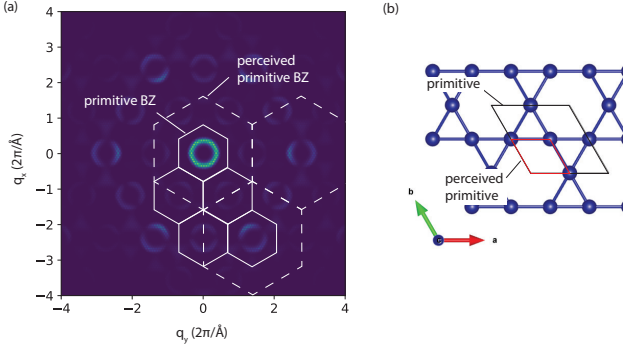 (a)
4
3
2
1
0
−1
−2
−3
−4
q_x (2π/Å)
−4
−2
0
2
4
q_y (2π/Å)
primitive BZ
perceived
primitive BZ
(b)
primitive
perceived
primitive
b
a